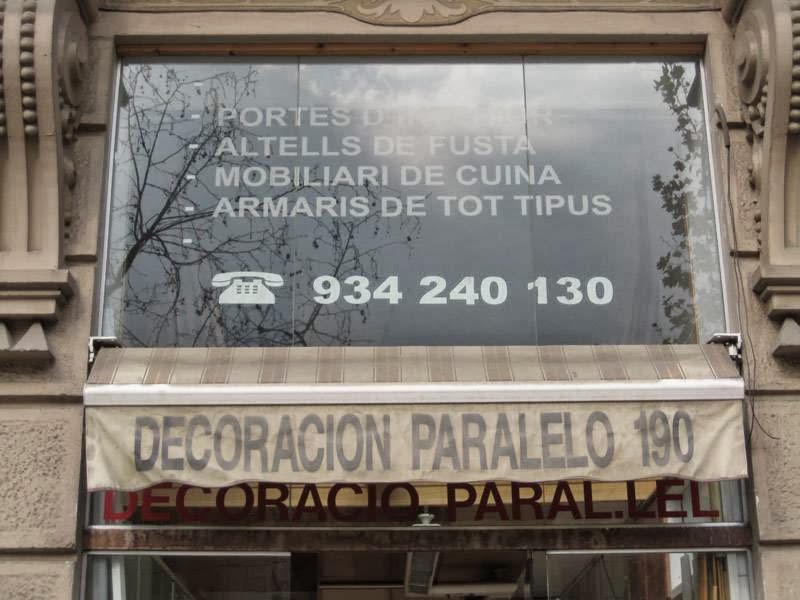 - PORTES D'INTERIOR
- ALTELLS DE FUSTA
- MOBILIARI DE CUINA
- ARMARIS DE TOT TIPUS
-
☎ 934 240 130
DECORACION PARALELO 190
DECORACIO PARAL.LEL